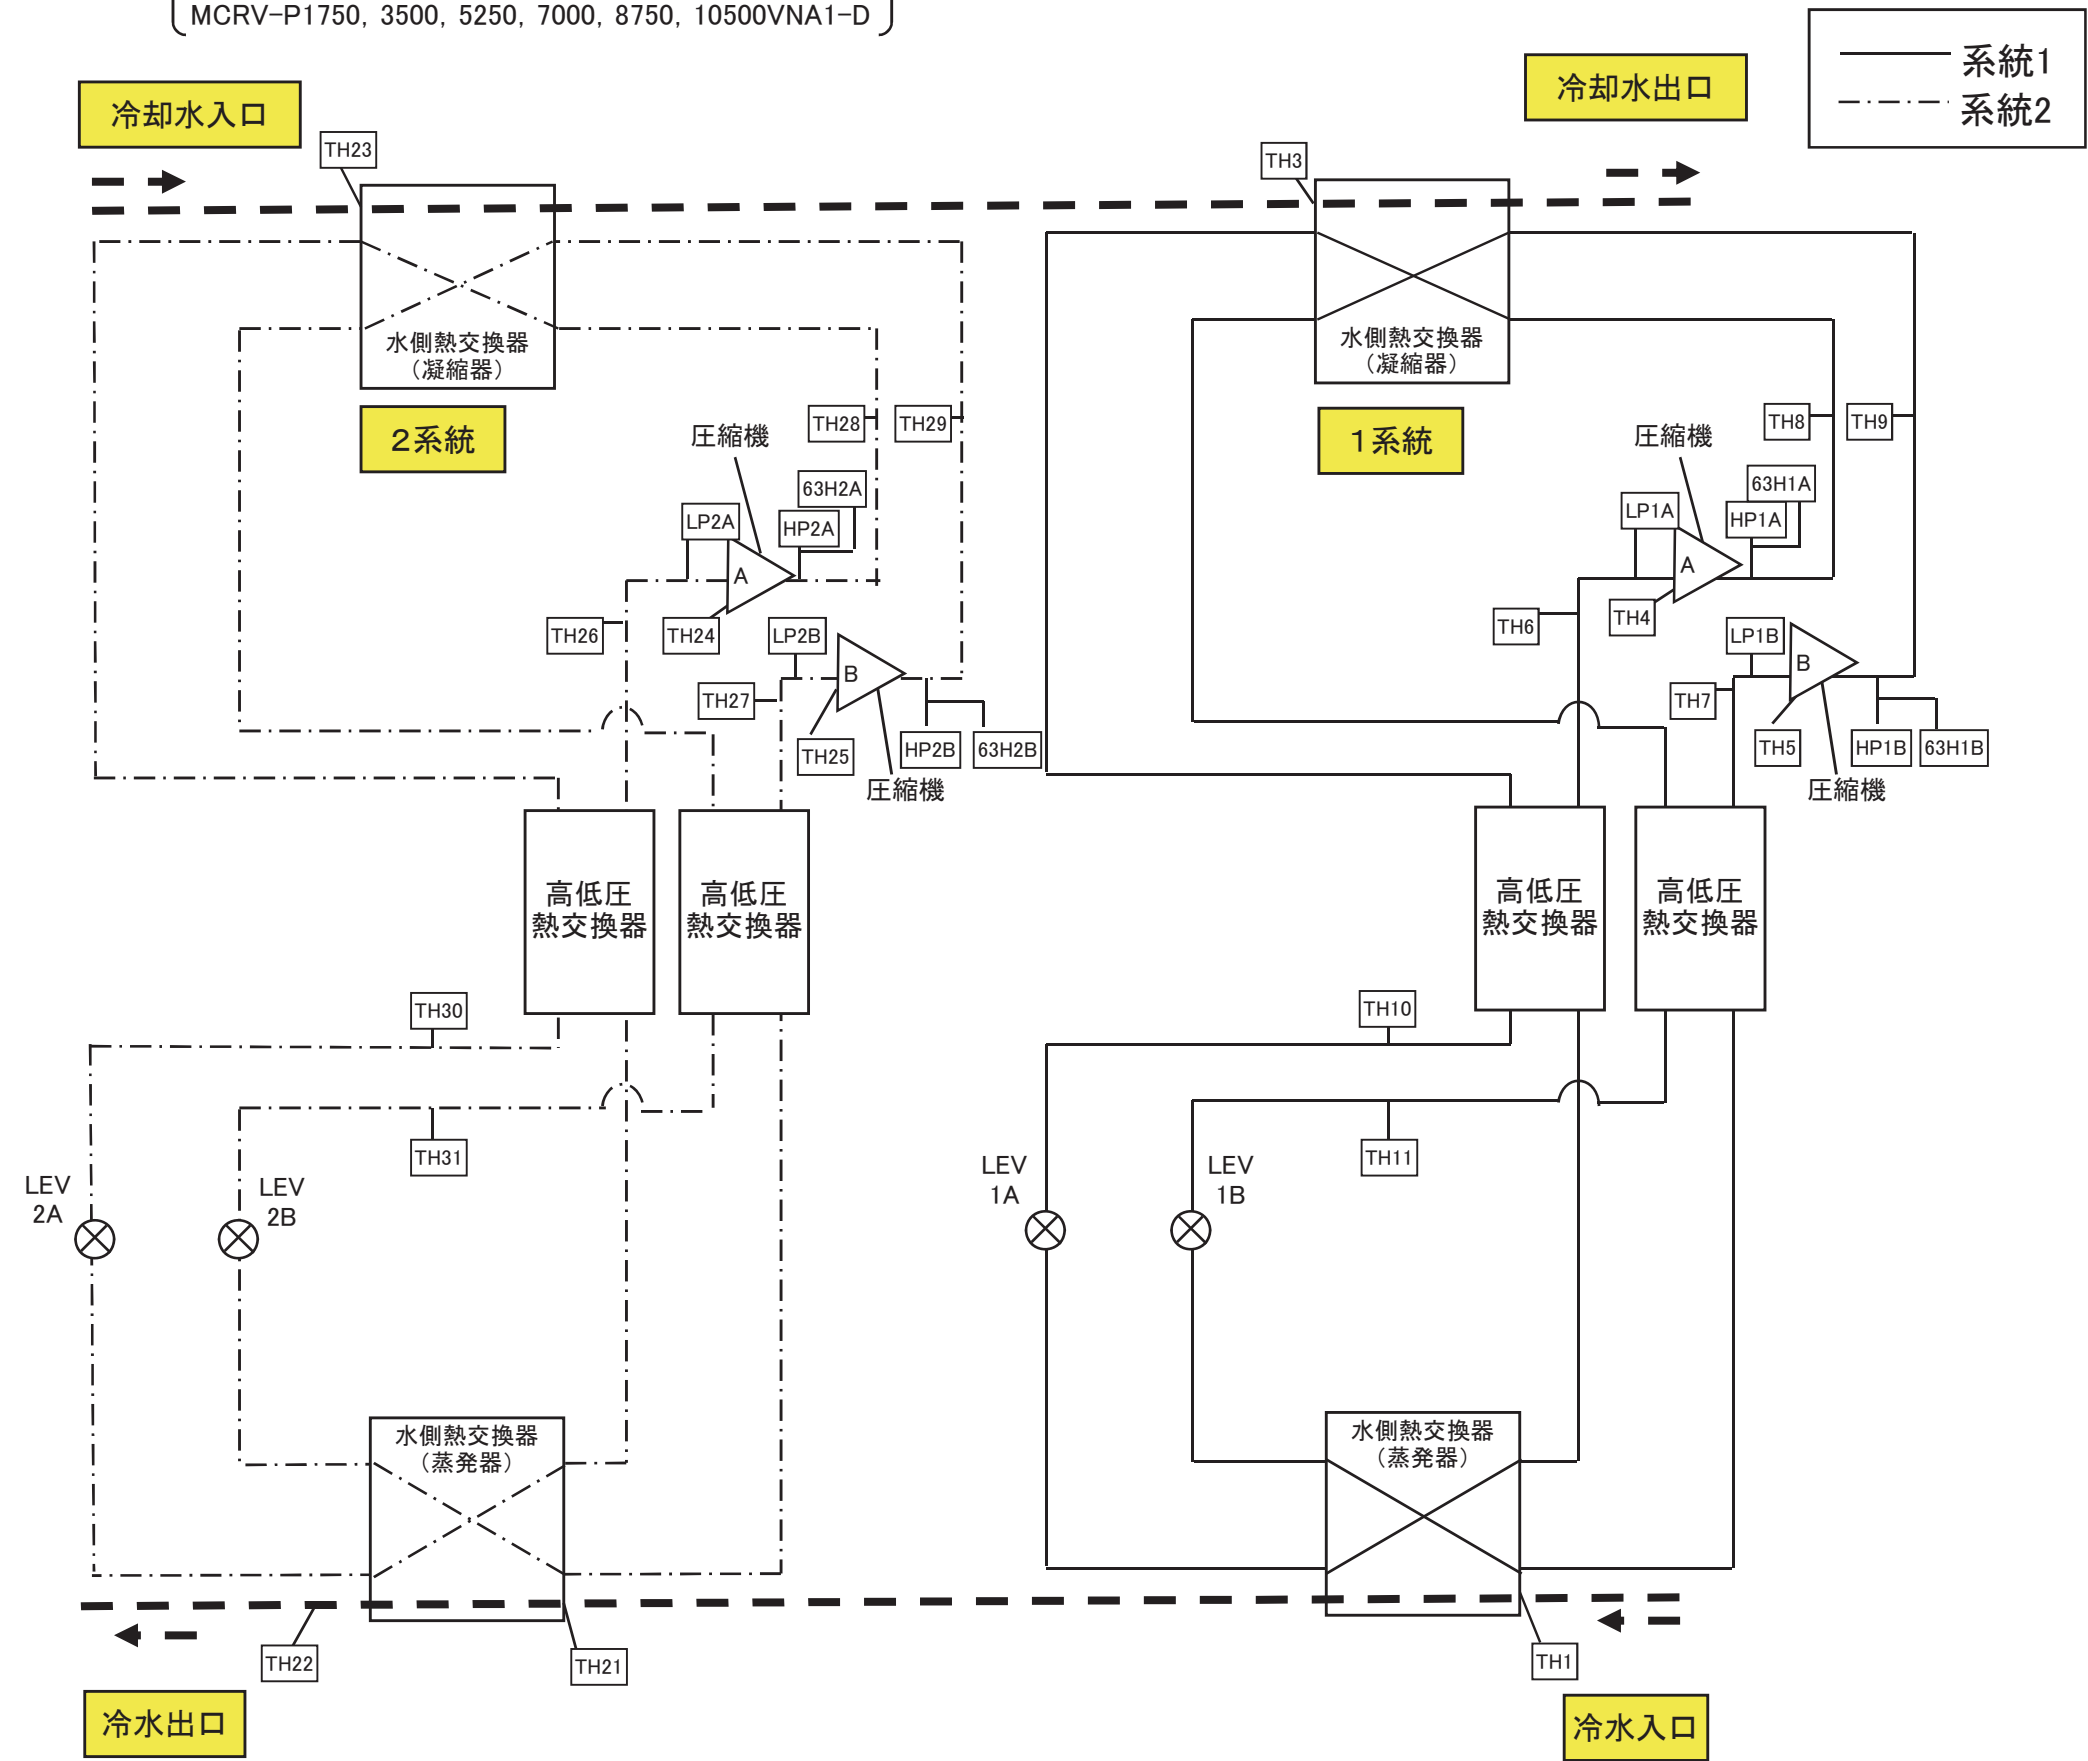 MCRV-P1750, 3500, 5250, 7000, 8750, 10500VNA1-D
系統1
系統2
冷却水入口
冷却水出口
TH23
TH3
水側熱交換器
（凝縮器）
水側熱交換器
（凝縮器）
2系統
1系統
圧縮機
TH28
TH29
圧縮機
TH8
TH9
63H2A
LP2A
HP2A
A
63H1A
LP1A
HP1A
A
TH26
TH24
LP2B
B
TH27
TH25
HP2B
63H2B
圧縮機
TH6
TH4
LP1B
B
TH7
TH5
HP1B
63H1B
圧縮機
高低圧
熱交換器
高低圧
熱交換器
高低圧
熱交換器
高低圧
熱交換器
TH30
TH10
TH31
TH11
LEV
2A
LEV
2B
LEV
1A
LEV
1B
水側熱交換器
（蒸発器）
水側熱交換器
（蒸発器）
TH22
TH21
TH1
冷水出口
冷水入口